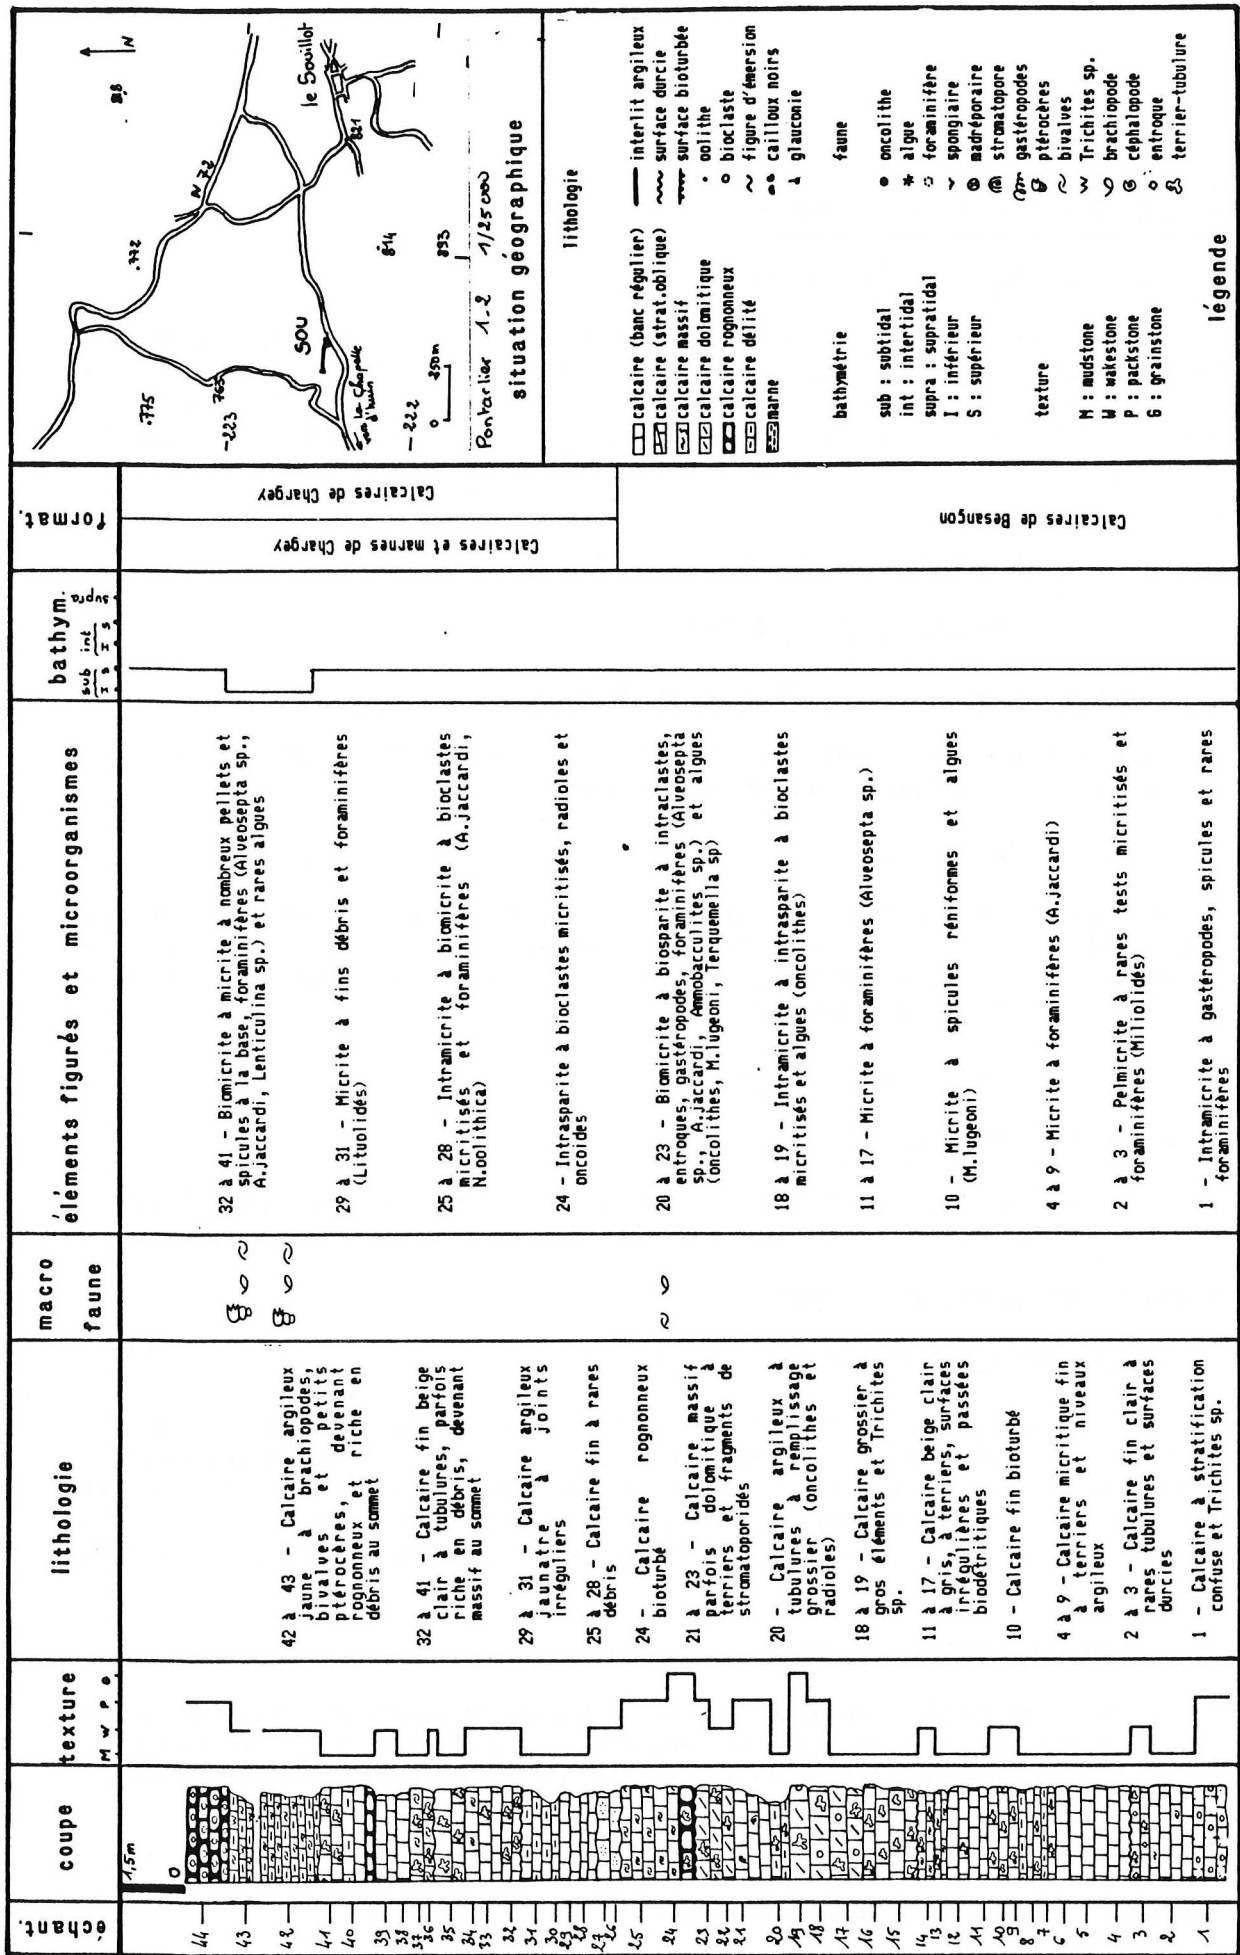 échant.
coupe
texture
M W P G
lithologie
macro
faune
éléments figurés et microorganismes
bathym.
sub int supra
I S I S
format.
1,5m
0
44
43
42
41
40
39
38
37
36
35
34
33
32
31
30
29
28
27
26
25
24
23
22
21
20
19
18
17
16
15
14
13
12
11
10
9
8
7
6
5
4
3
2
1
42 à 43 - Calcaire argileux
jaune à brachiopodes,
bivalves et petits
ptérocères, devenant
rognonneux et riche en
débris au sommet
32 à 41 - Calcaire fin beige
clair à tubulures, parfois
riche en débris, devenant
massif au sommet
29 à 31 - Calcaire argileux
jaunatre à joints
irréguliers
25 à 28 - Calcaire fin à rares
débris
24 - Calcaire rognonneux
bioturbé
21 à 23 - Calcaire massif
parfois dolomitique à
terriers et fragments de
stromatoporidés
20 - Calcaire argileux à
tubulures à remplissage
grossier (oncolithes et
radioles)
18 à 19 - Calcaire grossier à
gros éléments et Trichites
sp.
11 à 17 - Calcaire beige clair
à gris, à terriers, surfaces
irrégulières et passées
biodétritiques
10 - Calcaire fin bioturbé
4 à 9 - Calcaire micritique fin
à terriers et niveaux
argileux
2 à 3 - Calcaire fin clair à
rares tubulures et surfaces
durcies
1 - Calcaire à stratification
confuse et Trichites sp.
32 à 41 - Biomicrite à micrite à nombreux pellets et
spicules à la base, foraminifères (Alveosepta sp.,
A.jaccardi, Lenticulina sp.) et rares algues
29 à 31 - Micrite à fins débris et foraminifères
(Lituolidés)
25 à 28 - Intramicrite à biomicrite à bioclastes
micritisés et foraminifères (A.jaccardi,
N.oolithica)
24 - Intrasparite à bioclastes micritisés, radioles et
oncoides
20 à 23 - Biomicrite à biosparite à intraclastes,
entroques, gastéropodes, foraminifères (Alveosepta
sp., A.jaccardi, Ammobacculites sp.) et algues
(oncolithes, M.lugeoni, Terquemella sp)
18 à 19 - Intramicrite à intrasparite à bioclastes
micritisés et algues (oncolithes)
11 à 17 - Micrite à foraminifères (Alveosepta sp.)
10 - Micrite à spicules réniformes et algues
(M.lugeoni)
4 à 9 - Micrite à foraminifères (A.jaccardi)
2 à 3 - Pelmicrite à rares tests micritisés et
foraminifères (Miliolidés)
1 - Intramicrite à gastéropodes, spicules et rares
foraminifères
Calcaires et marnes de Chargey
Calcaires de Chargey
Calcaires de Besançon
.775
765
-223
.772
N 72
818
N
le Souillot
821
SOU
vers La Chapelle
d'huin
814
893
-222
0 250m
Pontarlier 1-2 1/25000
situation géographique
lithologie
calcaire (banc régulier)
calcaire (strat.oblique)
calcaire massif
calcaire dolomitique
calcaire rognonneux
calcaire délité
marne
interlit argileux
surface durcie
surface bioturbée
oolithe
bioclaste
figure d'émersion
cailloux noirs
glauconie
bathymétrie
sub : subtidal
int : intertidal
supra : supratidal
I : inférieur
S : supérieur
texture
M : mudstone
W : wakestone
P : packstone
G : grainstone
faune
oncolithe
algue
foraminifère
spongiaire
madréporaire
stromatopore
gastéropodes
ptérocères
bivalves
Trichites sp.
brachiopode
céphalopode
entroque
terrier-tubulure
légende